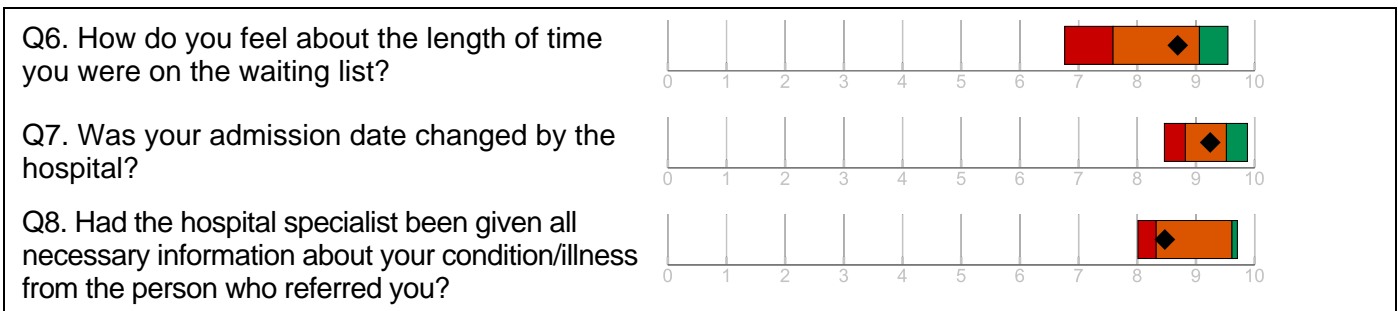 Q6. How do you feel about the length of time
you were on the waiting list?
0 1 2 3 4 5 6 7 8 9 10
Q7. Was your admission date changed by the
hospital?
0 1 2 3 4 5 6 7 8 9 10
Q8. Had the hospital specialist been given all
necessary information about your condition/illness
from the person who referred you?
0 1 2 3 4 5 6 7 8 9 10